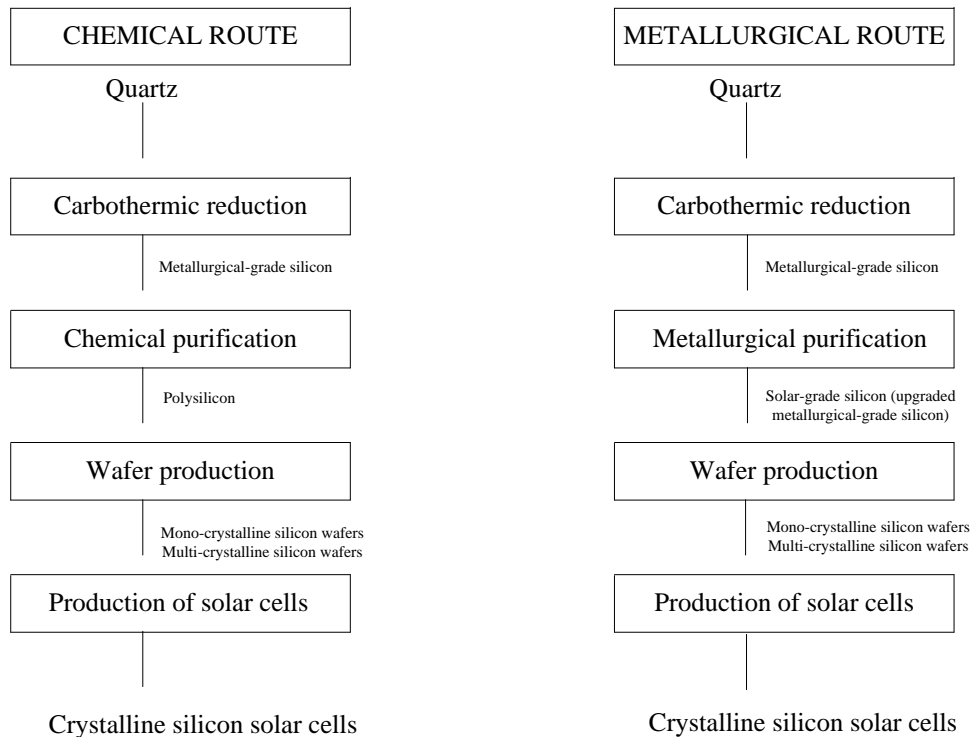 CHEMICAL ROUTE
Quartz
Carbothermic reduction
Metallurgical-grade silicon
Chemical purification
Polysilicon
Wafer production
Mono-crystalline silicon wafers
Multi-crystalline silicon wafers
Production of solar cells
Crystalline silicon solar cells
METALLURGICAL ROUTE
Quartz
Carbothermic reduction
Metallurgical-grade silicon
Metallurgical purification
Solar-grade silicon (upgraded
metallurgical-grade silicon)
Wafer production
Mono-crystalline silicon wafers
Multi-crystalline silicon wafers
Production of solar cells
Crystalline silicon solar cells